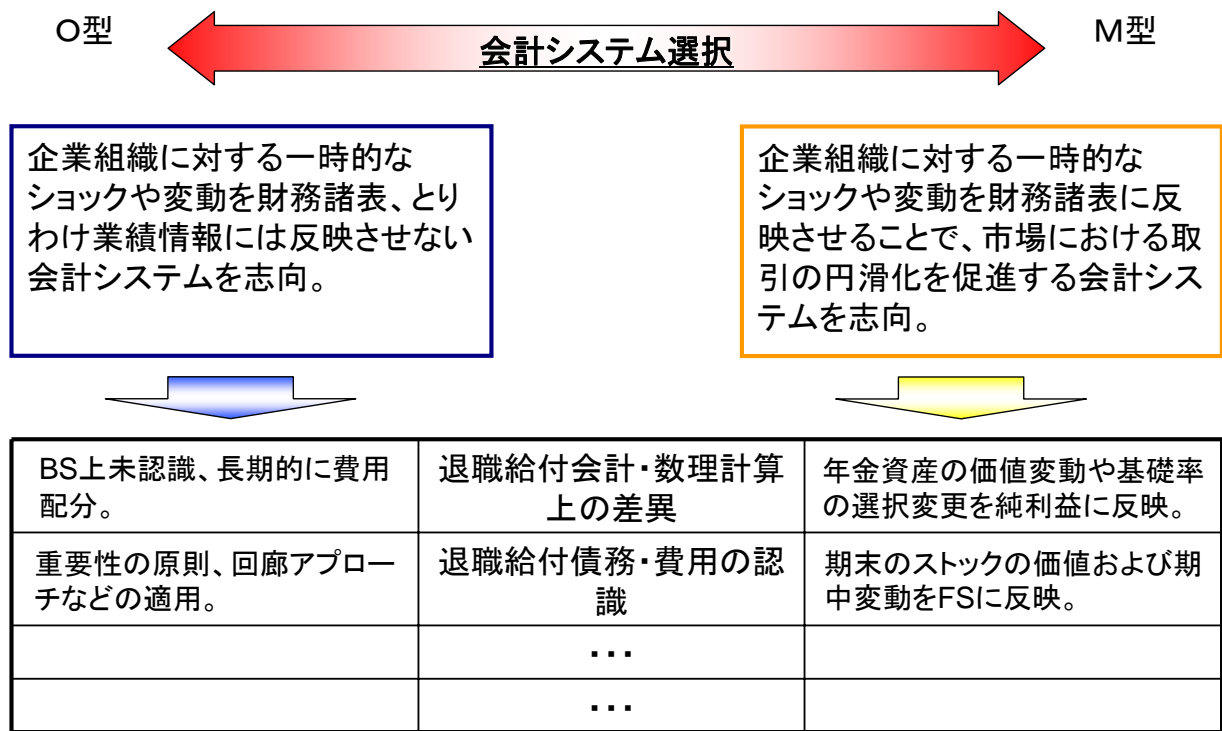 O型
会計システム選択
M型
企業組織に対する一時的な
ショックや変動を財務諸表、とり
わけ業績情報には反映させない
会計システムを志向。
企業組織に対する一時的な
ショックや変動を財務諸表に反
映させることで、市場における取
引の円滑化を促進する会計シス
テムを志向。
BS上未認識、長期的に費用
配分。
退職給付会計・数理計算
上の差異
年金資産の価値変動や基礎率
の選択変更を純利益に反映。
重要性の原則、回廊アプロー
チなどの適用。
退職給付債務・費用の認
識
期末のストックの価値および期
中変動をFSに反映。
・・・
・・・